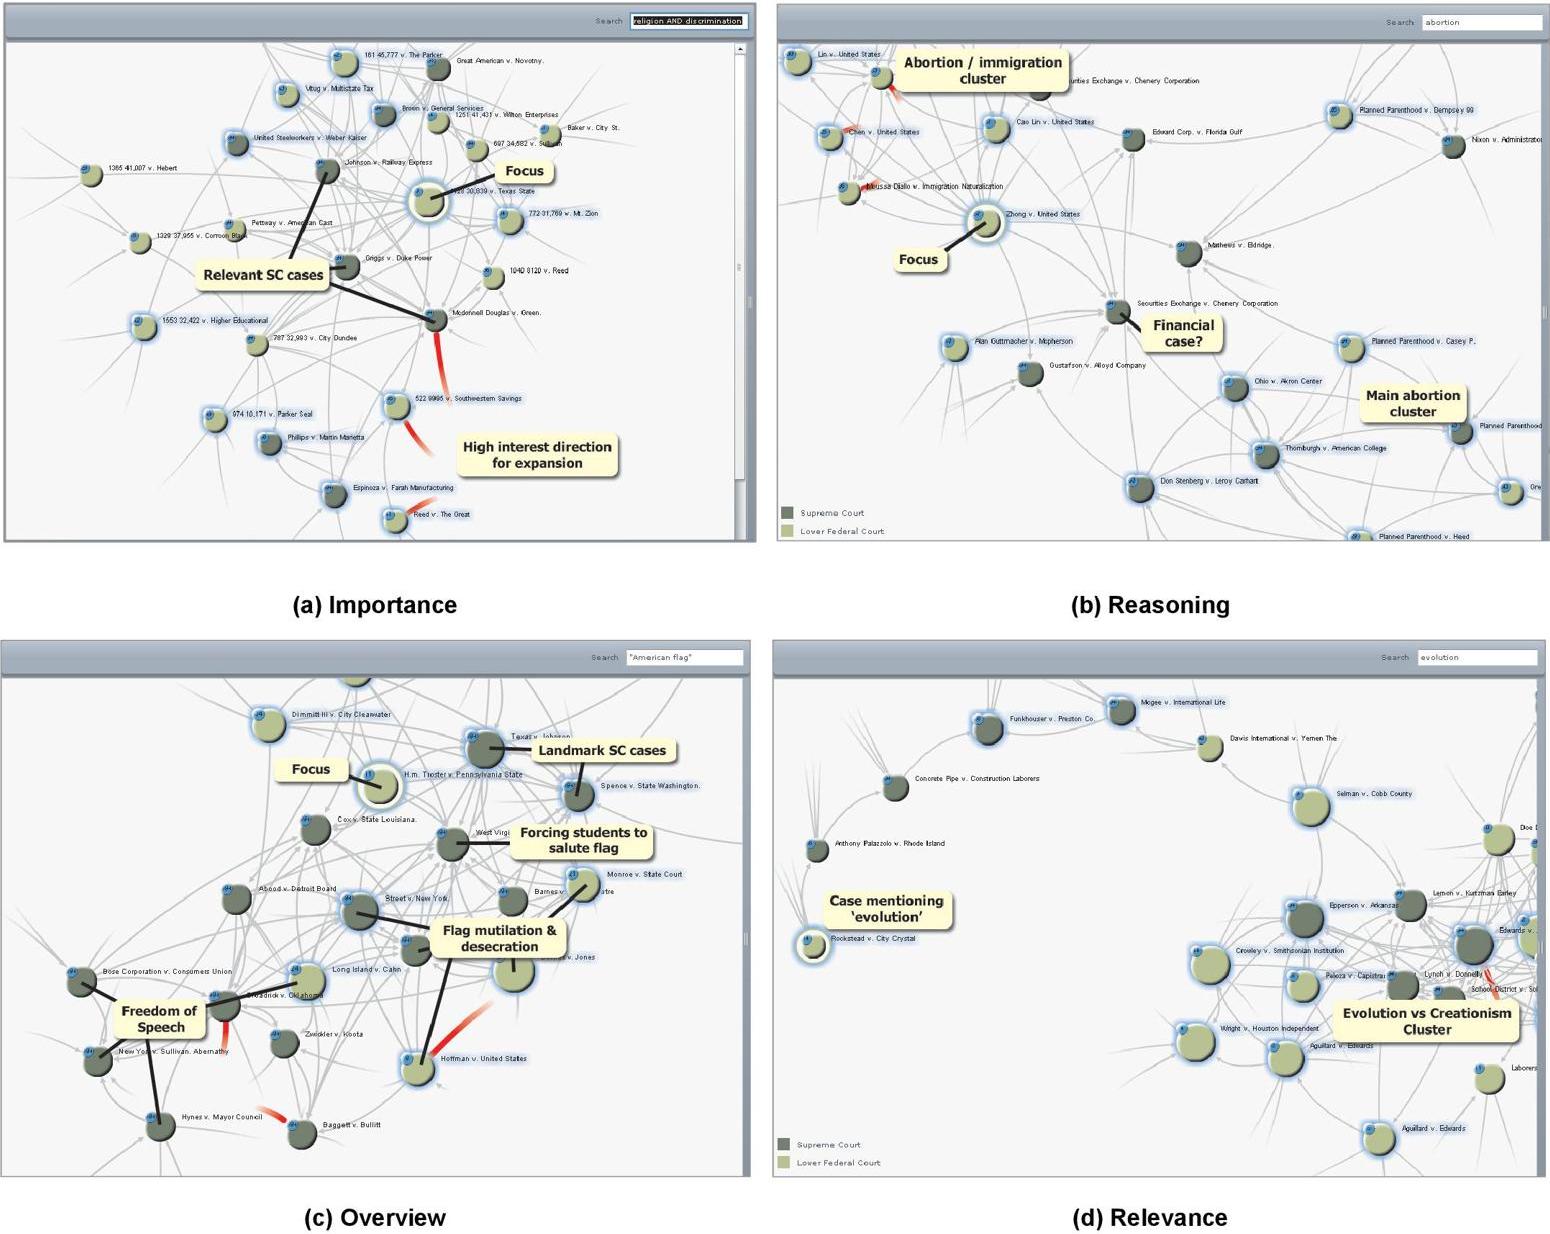 Search religion AND discrimination
161 45,777 v. The Parker
Great American v. Novotny.
Vitug v. Multistate Tax
Brown v. General Services
1251 41,431 v. Wilton Enterprises
Baker v. City St.
United Steelworkers v. Weber Kaiser
697 34,582 v. Sullivan
Johnson v. Railway Express
1365 41,007 v. Hebert
Focus
v. Texas State
772 31,769 v. Mt. Zion
Pettway v. American Cast
1329 37,955 v. Corroon Black
Griggs v. Duke Power
Relevant SC cases
1040 8120 v. Reed
Mcdonnell Douglas v. Green.
1553 32,422 v. Higher Educational
787 32,993 v. City Dundee
522 9995 v. Southwestern Savings
974 10,171 v. Parker Seal
Phillips v. Martin Marietta
High interest direction
for expansion
Espinoza v. Farah Manufacturing
Reed v. The Great
(a) Importance
Search abortion
Lin v. United States
Abortion / immigration
cluster
urities Exchange v. Chenery Corporation
Planned Parenthood v. Dempsey 99
Chen v. United States
Cao Lin v. United States
Edward Corp. v. Florida Gulf
Nixon v. Administrator
Moussa Diallo v. Immigration Naturalization
Zhong v. United States
Focus
Mathews v. Eldridge.
Securities Exchange v. Chenery Corporation
Financial
case?
Alan Guttmacher v. Mcpherson
Planned Parenthood v. Casey P.
Gustafson v. Alloyd Company
Ohio v. Akron Center
Main abortion
cluster
Planned Parenthood
Thornburgh v. American College
Don Stenberg v. Leroy Carhart
Gre
Supreme Court
Lower Federal Court
Planned Parenthood v. Heed
(b) Reasoning
Search "American flag"
Dimmitt Iii v. City Clearwater
Texas v. Johnson
Landmark SC cases
Focus
H.m. Troster v. Pennsylvania State
Spence v. State Washington.
Cox v. State Louisiana.
West Virgi
Forcing students to
salute flag
Monroe v. State Court
Abood v. Detroit Board
Street v. New York.
Barnes v. tre
Flag mutilation &
desecration
Long Island v. Cahn
v. Jones
Bose Corporation v. Consumers Union
Broadrick v. Oklahoma
Freedom of
Speech
Zwickler v. Koota
New York v. Sullivan. Abernathy
Hoffman v. United States
Hynes v. Mayor Council
Baggett v. Bullitt
(c) Overview
Search evolution
Mcgee v. International Life
Funkhouser v. Preston Co.
Davis International v. Yemen The
Concrete Pipe v. Construction Laborers
Selman v. Cobb County
Doe
Anthony Palazzolo v. Rhode Island
Case mentioning
'evolution'
Lemon v. Kurtzman Earley
Epperson v. Arkansas
Edwards v.
Rockstead v. City Crystal
Crowley v. Smithsonian Institution
Peloza v. Capistran
Lynch v. Donnelly
School District v.
Evolution vs Creationism
Cluster
Wright v. Houston Independent
Aguillard v. Edwards
Laborers
Aguillard v. Edwards
Supreme Court
Lower Federal Court
(d) Relevance